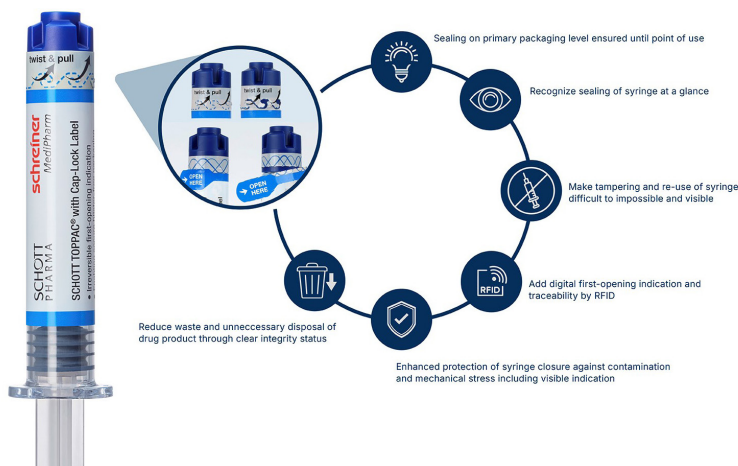 twist & pull
schreiner
MediPharm
SCHOTT
PHARMA
SCHOTT TOPPAC® with Cap-Lock Label
• Irreversible first-opening indication
twist & pull
twist & pull
OPEN
HERE
OPEN
HERE
Sealing on primary packaging level ensured until point of use
Recognize sealing of syringe at a glance
Make tampering and re-use of syringe
difficult to impossible and visible
RFID
Add digital first-opening indication and
traceability by RFID
Enhanced protection of syringe closure against contamination
and mechanical stress including visible indication
Reduce waste and unneccessary disposal of
drug product through clear integrity status